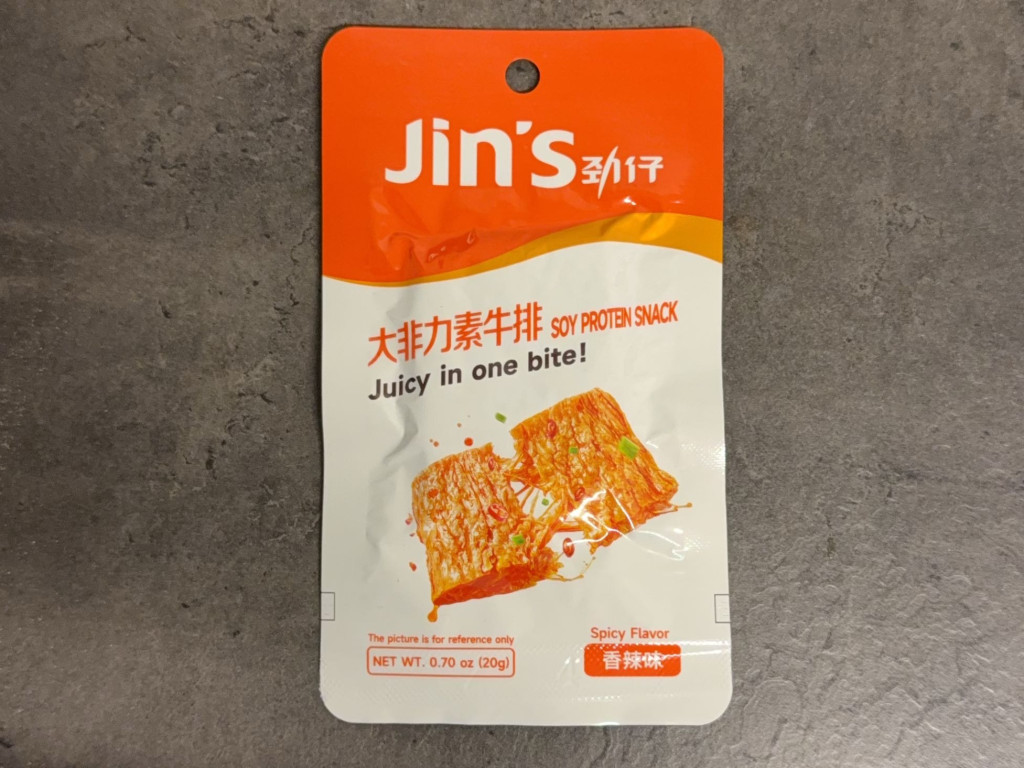 Jin's 劲仔
大非力素牛排 SOY PROTEIN SNACK
Juicy in one bite!
The picture is for reference only
NET WT. 0.70 oz (20g)
Spicy Flavor
香辣味